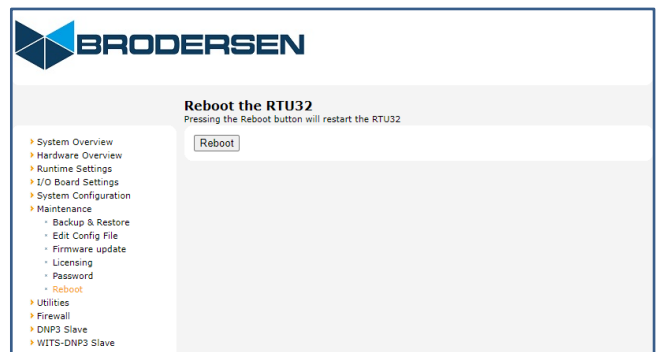 BRODERSEN
Reboot the RTU32
Pressing the Reboot button will restart the RTU32
Reboot
System Overview
Hardware Overview
Runtime Settings
I/O Board Settings
System Configuration
Maintenance
Backup & Restore
Edit Config File
Firmware update
Licensing
Password
Reboot
Utilities
Firewall
DNP3 Slave
WITS-DNP3 Slave